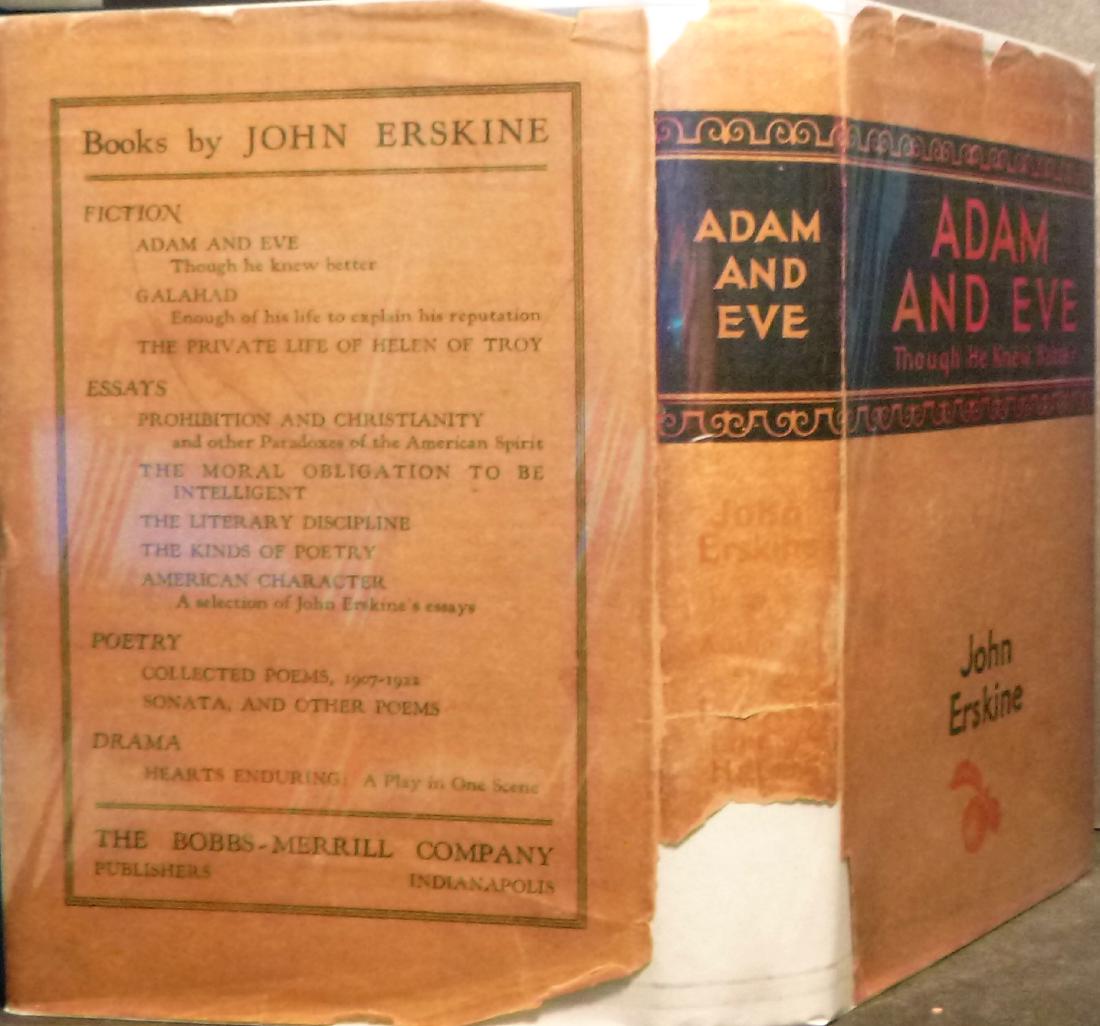 Books by JOHN ERSKINE
FICTION
ADAM AND EVE
Though he knew better
GALAHAD
Enough of his life to explain his reputation
THE PRIVATE LIFE OF HELEN OF TROY
ESSAYS
PROHIBITION AND CHRISTIANITY
and other Paradoxes of the American Spirit
THE MORAL OBLIGATION TO BE
INTELLIGENT
THE LITERARY DISCIPLINE
THE KINDS OF POETRY
AMERICAN CHARACTER
A selection of John Erskine's essays
POETRY
COLLECTED POEMS, 1907-1922
SONATA, AND OTHER POEMS
DRAMA
HEARTS ENDURING: A Play in One Scene
THE BOBBS-MERRILL COMPANY
PUBLISHERS INDIANAPOLIS
ADAM
AND
EVE
John
Erskine
ADAM
AND EVE
Though He Knew Better
John
Erskine